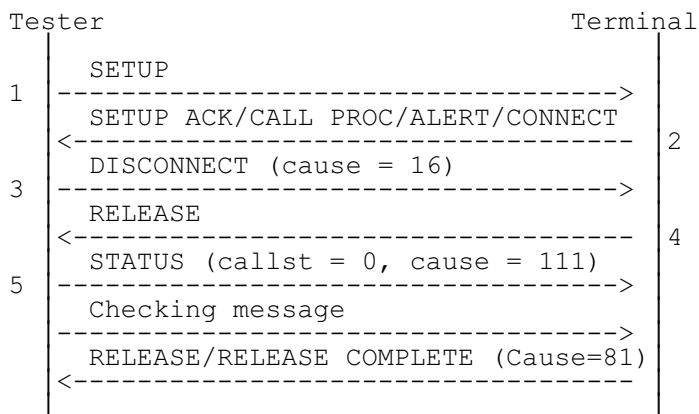 Tester Terminal
SETUP
1 ----------------------------------->
SETUP ACK/CALL PROC/ALERT/CONNECT
<----------------------------------- 2
DISCONNECT (cause = 16)
3 ----------------------------------->
RELEASE
<----------------------------------- 4
STATUS (callst = 0, cause = 111)
5 ----------------------------------->
Checking message
----------------------------------->
RELEASE/RELEASE COMPLETE (Cause=81)
<-----------------------------------